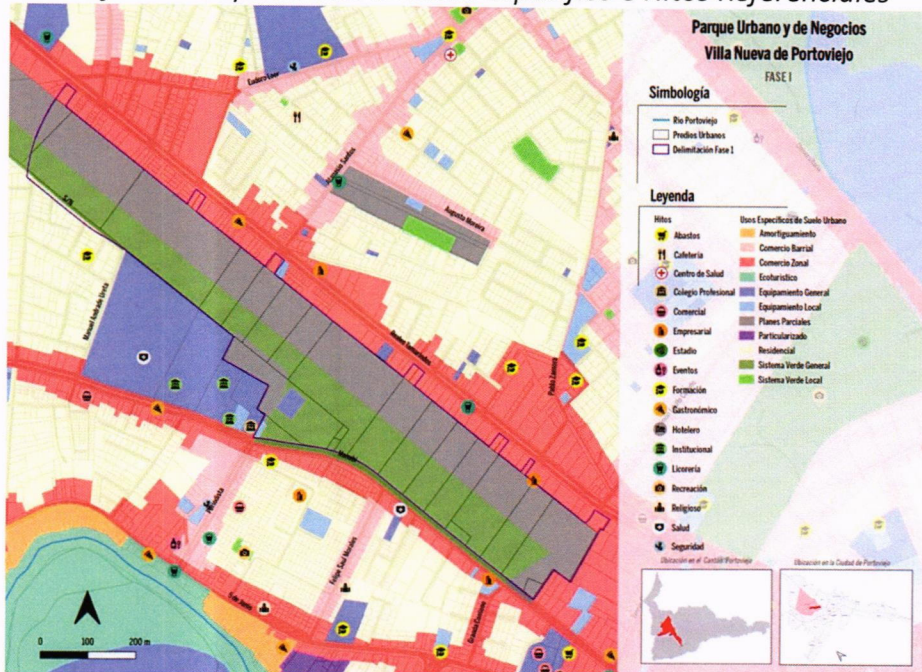 Parque Urbano y de Negocios
Villa Nueva de Portoviejo
FASE I
Simbología
Río Portoviejo
Predios Urbanos
Delimitación Fase 1
Leyenda
Hitos
Abastos
Cafetería
Centro de Salud
Colegio Profesional
Comercial
Empresarial
Estadio
Eventos
Formación
Gastronómico
Hotelero
Institucional
Licorería
Recreación
Religioso
Salud
Seguridad
Usos Específicos de Suelo Urbano
Amortiguamiento
Comercio Barrial
Comercio Zonal
Ecoturístico
Equipamiento General
Equipamiento Local
Planes Parciales
Particularizado
Residencial
Sistema Verde General
Sistema Verde Local
Ubicación en el Cantón Portoviejo
Ubicación en la Ciudad de Portoviejo
Eudoro Loor
Augusto Moreira
S/N
Manuel Andrade Ureta
Pablo Zamora
0 100 200 m